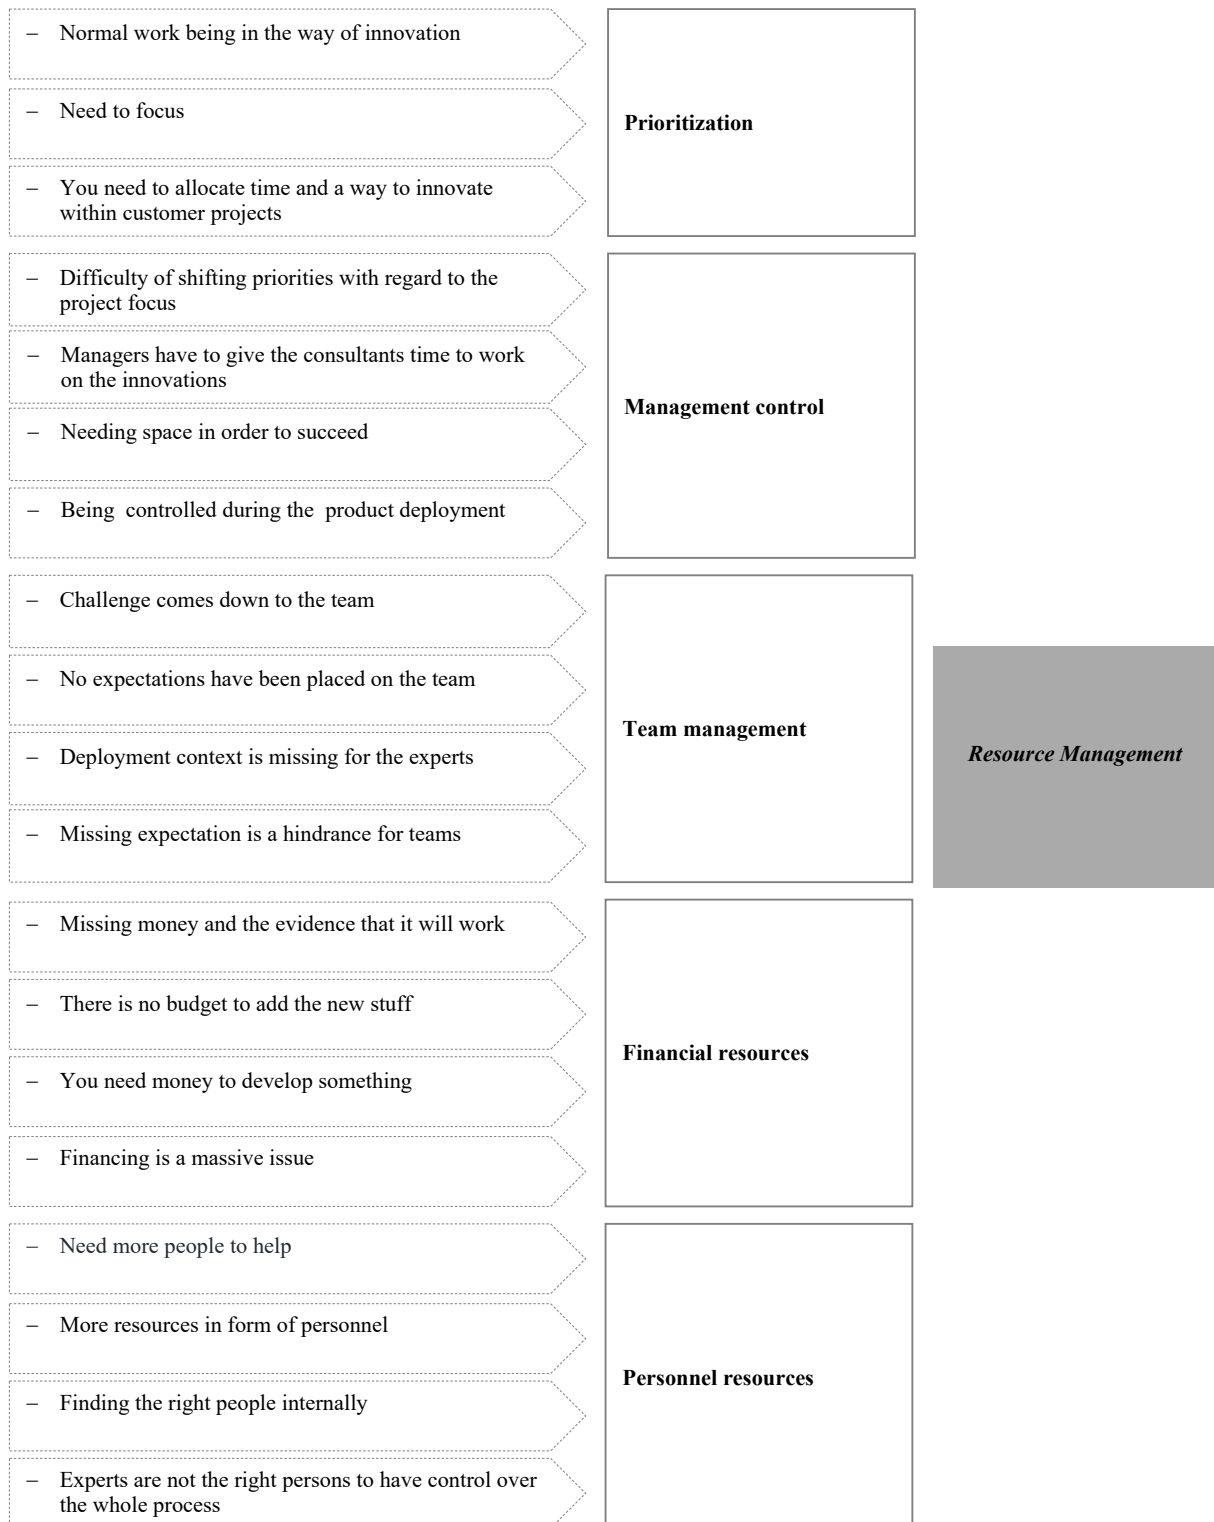 – Normal work being in the way of innovation
– Need to focus
– You need to allocate time and a way to innovate
within customer projects
Prioritization
– Difficulty of shifting priorities with regard to the
project focus
– Managers have to give the consultants time to work
on the innovations
– Needing space in order to succeed
– Being  controlled during the  product deployment
Management control
– Challenge comes down to the team
– No expectations have been placed on the team
– Deployment context is missing for the experts
– Missing expectation is a hindrance for teams
Team management
Resource Management
– Missing money and the evidence that it will work
– There is no budget to add the new stuff
– You need money to develop something
– Financing is a massive issue
Financial resources
– Need more people to help
– More resources in form of personnel
– Finding the right people internally
– Experts are not the right persons to have control over
the whole process
Personnel resources